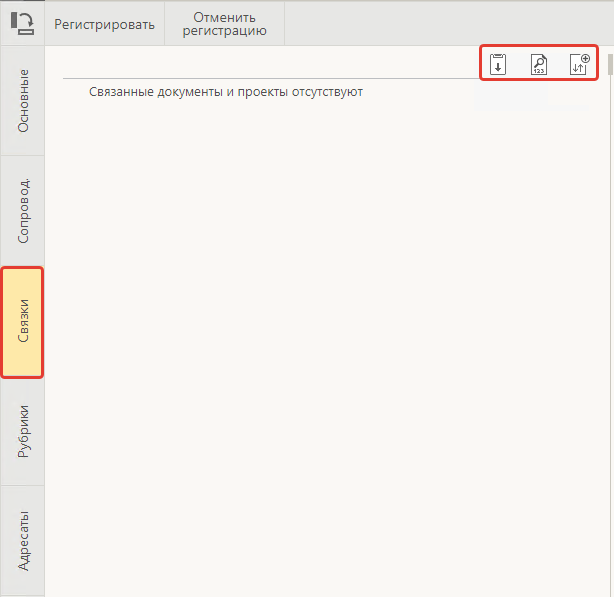 Регистрировать
Отменить
регистрацию
123
Связанные документы и проекты отсутствуют
Основные
Сопровод.
Связки
Рубрики
Адресаты